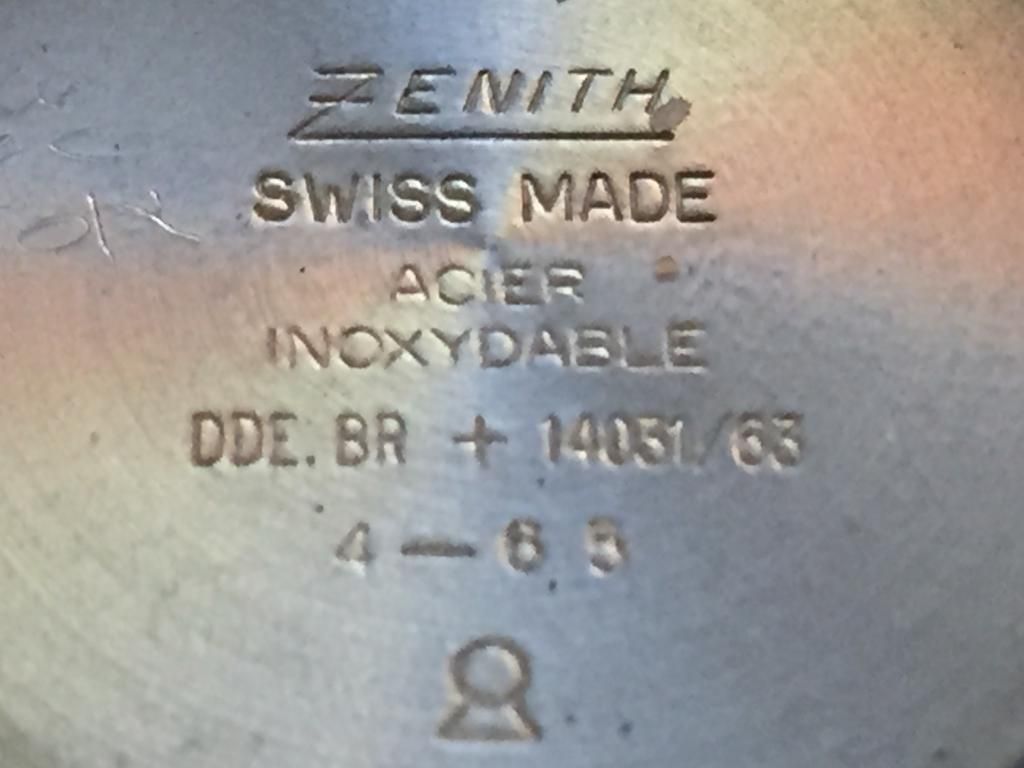 ZENITH
SWISS MADE
ACIER
INOXYDABLE
DDE. BR + 14051/63
4 — 6 5